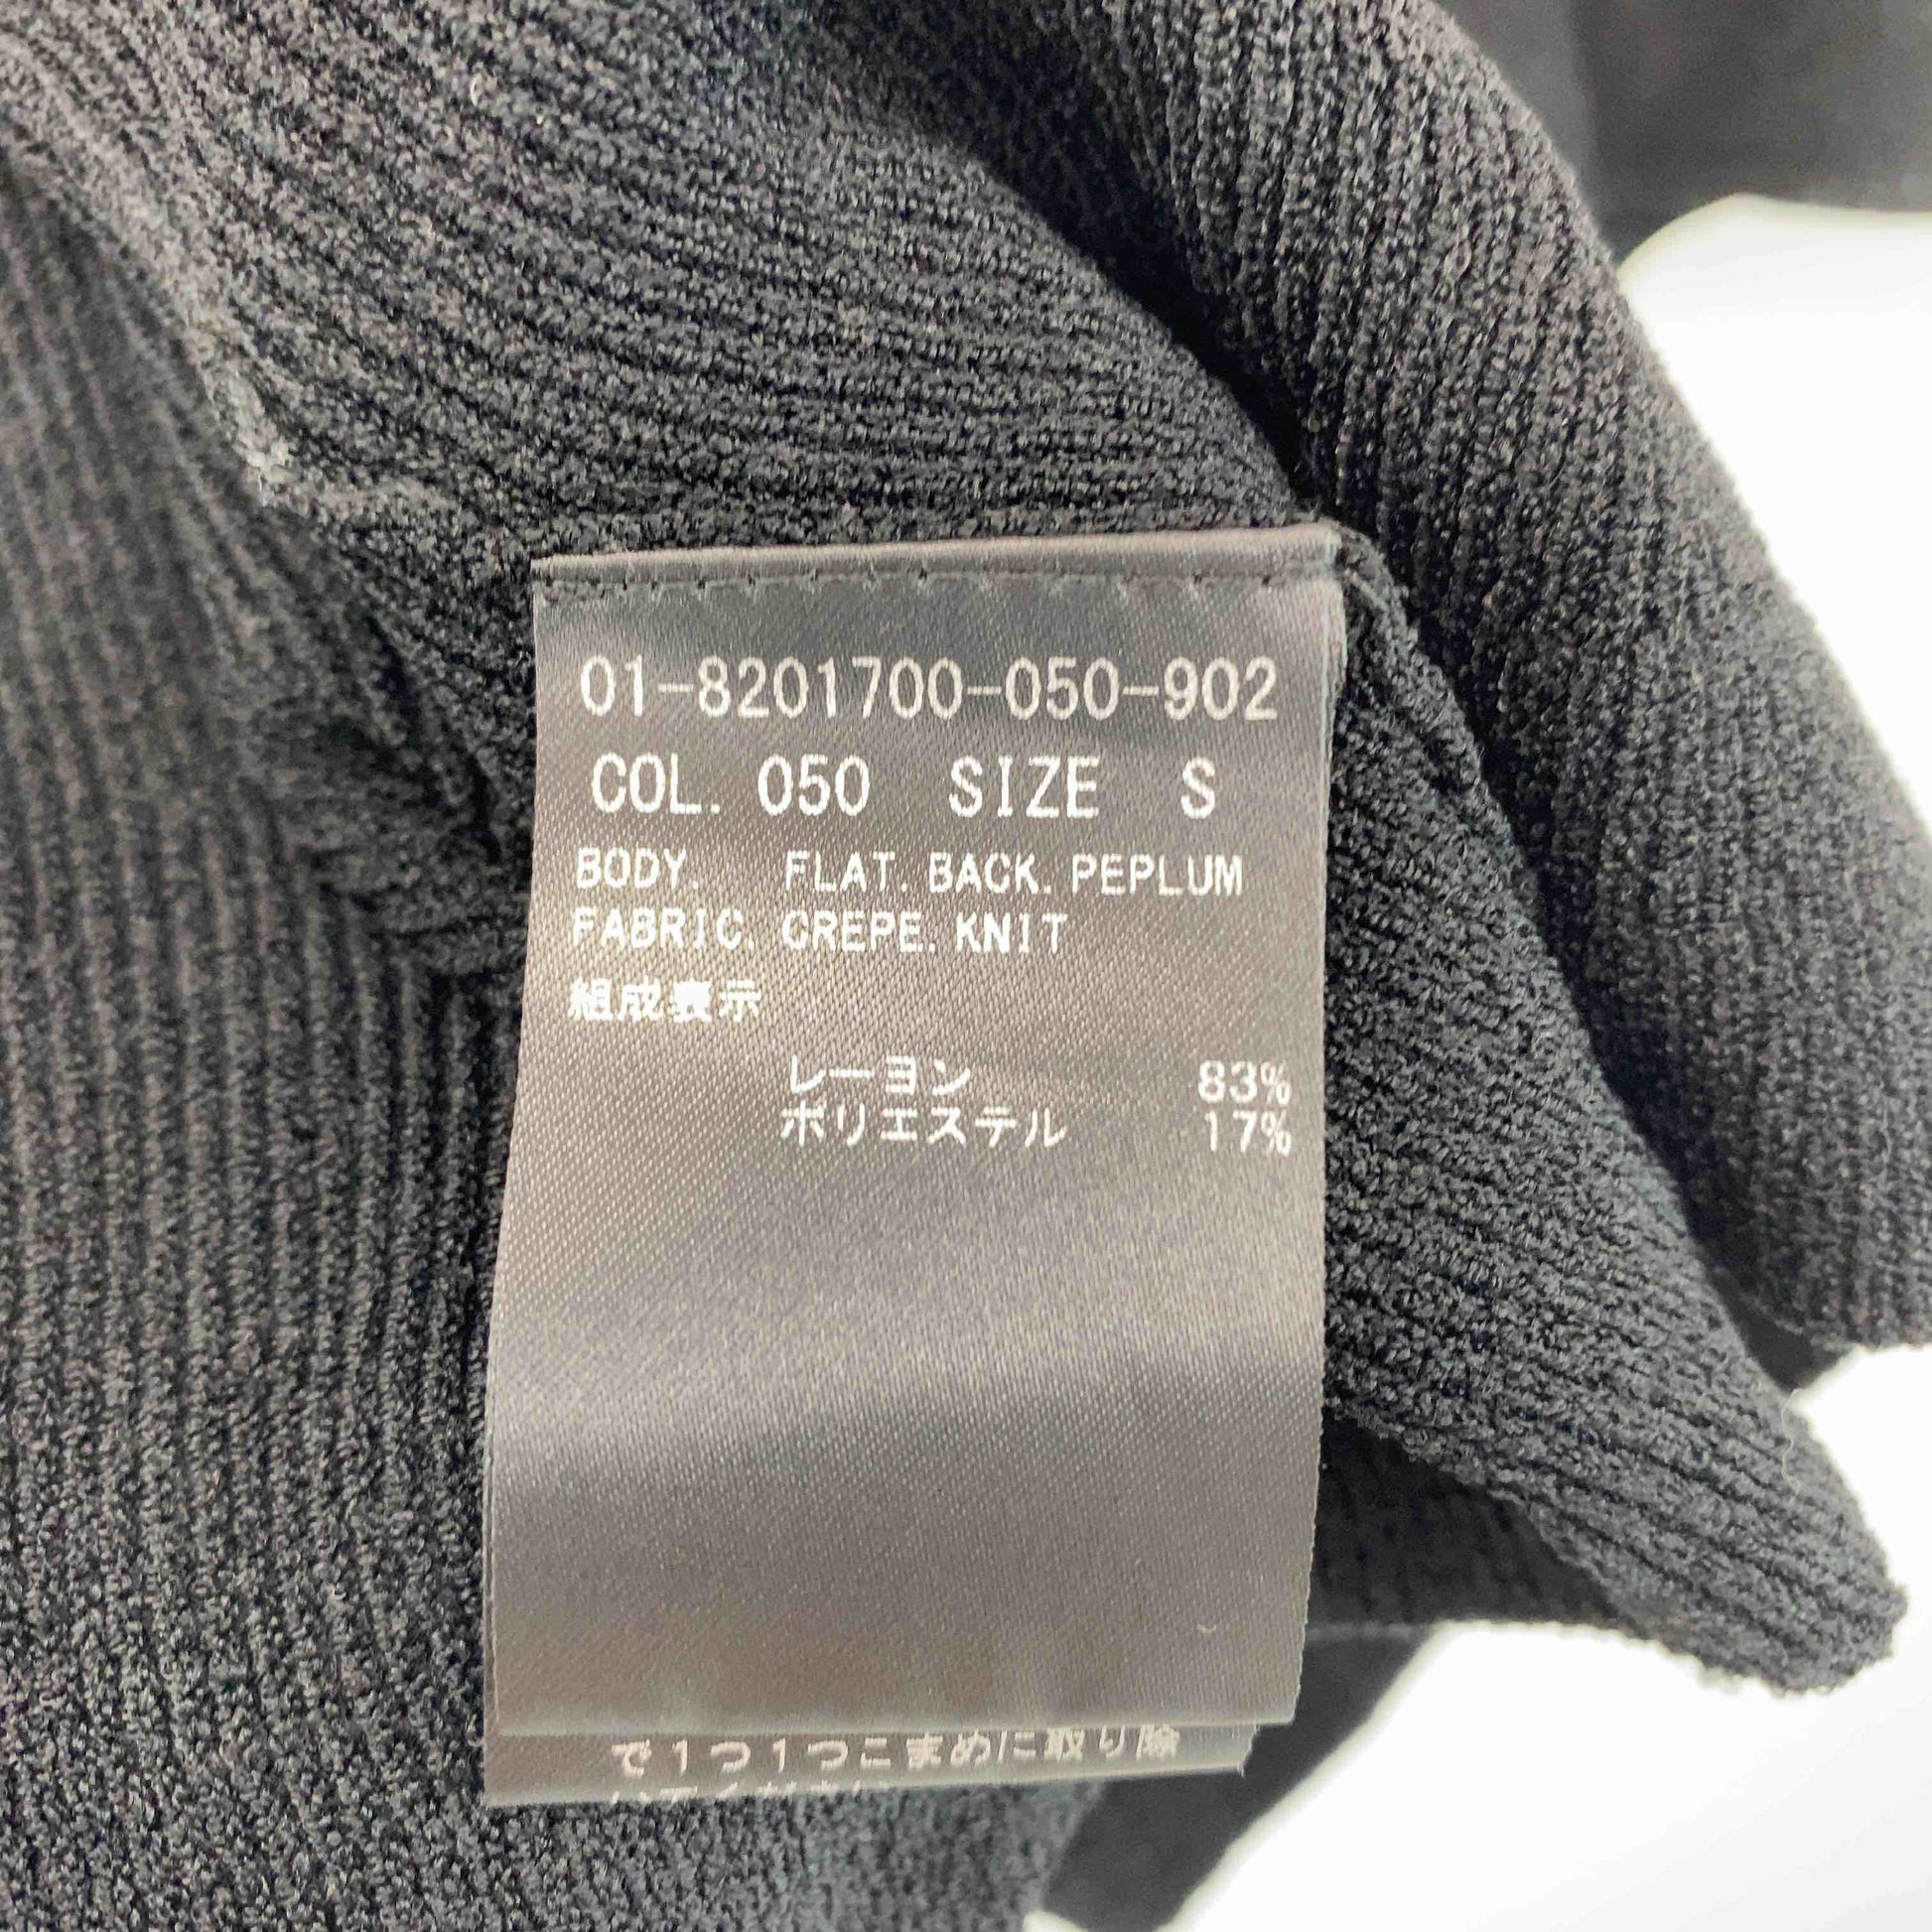 01-8201700-050-902
COL. 050 SIZE S
BODY. FLAT. BACK. PEPLUM
FABRIC. CREPE. KNIT
組成表示
レーヨン 83%
ポリエステル 17%
で1つ1つこまめに取り除